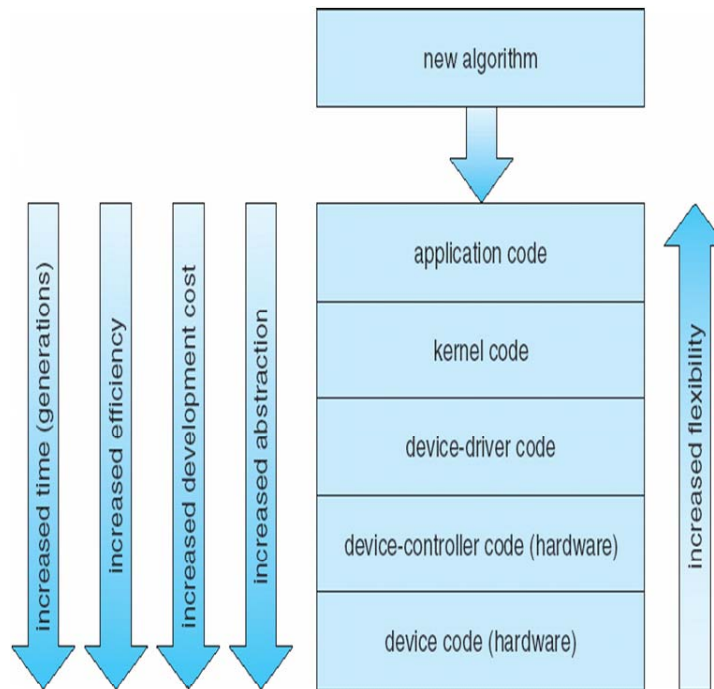 new algorithm
increased time (generations)
increased efficiency
increased development cost
increased abstraction
application code
kernel code
device-driver code
device-controller code (hardware)
device code (hardware)
increased flexibility